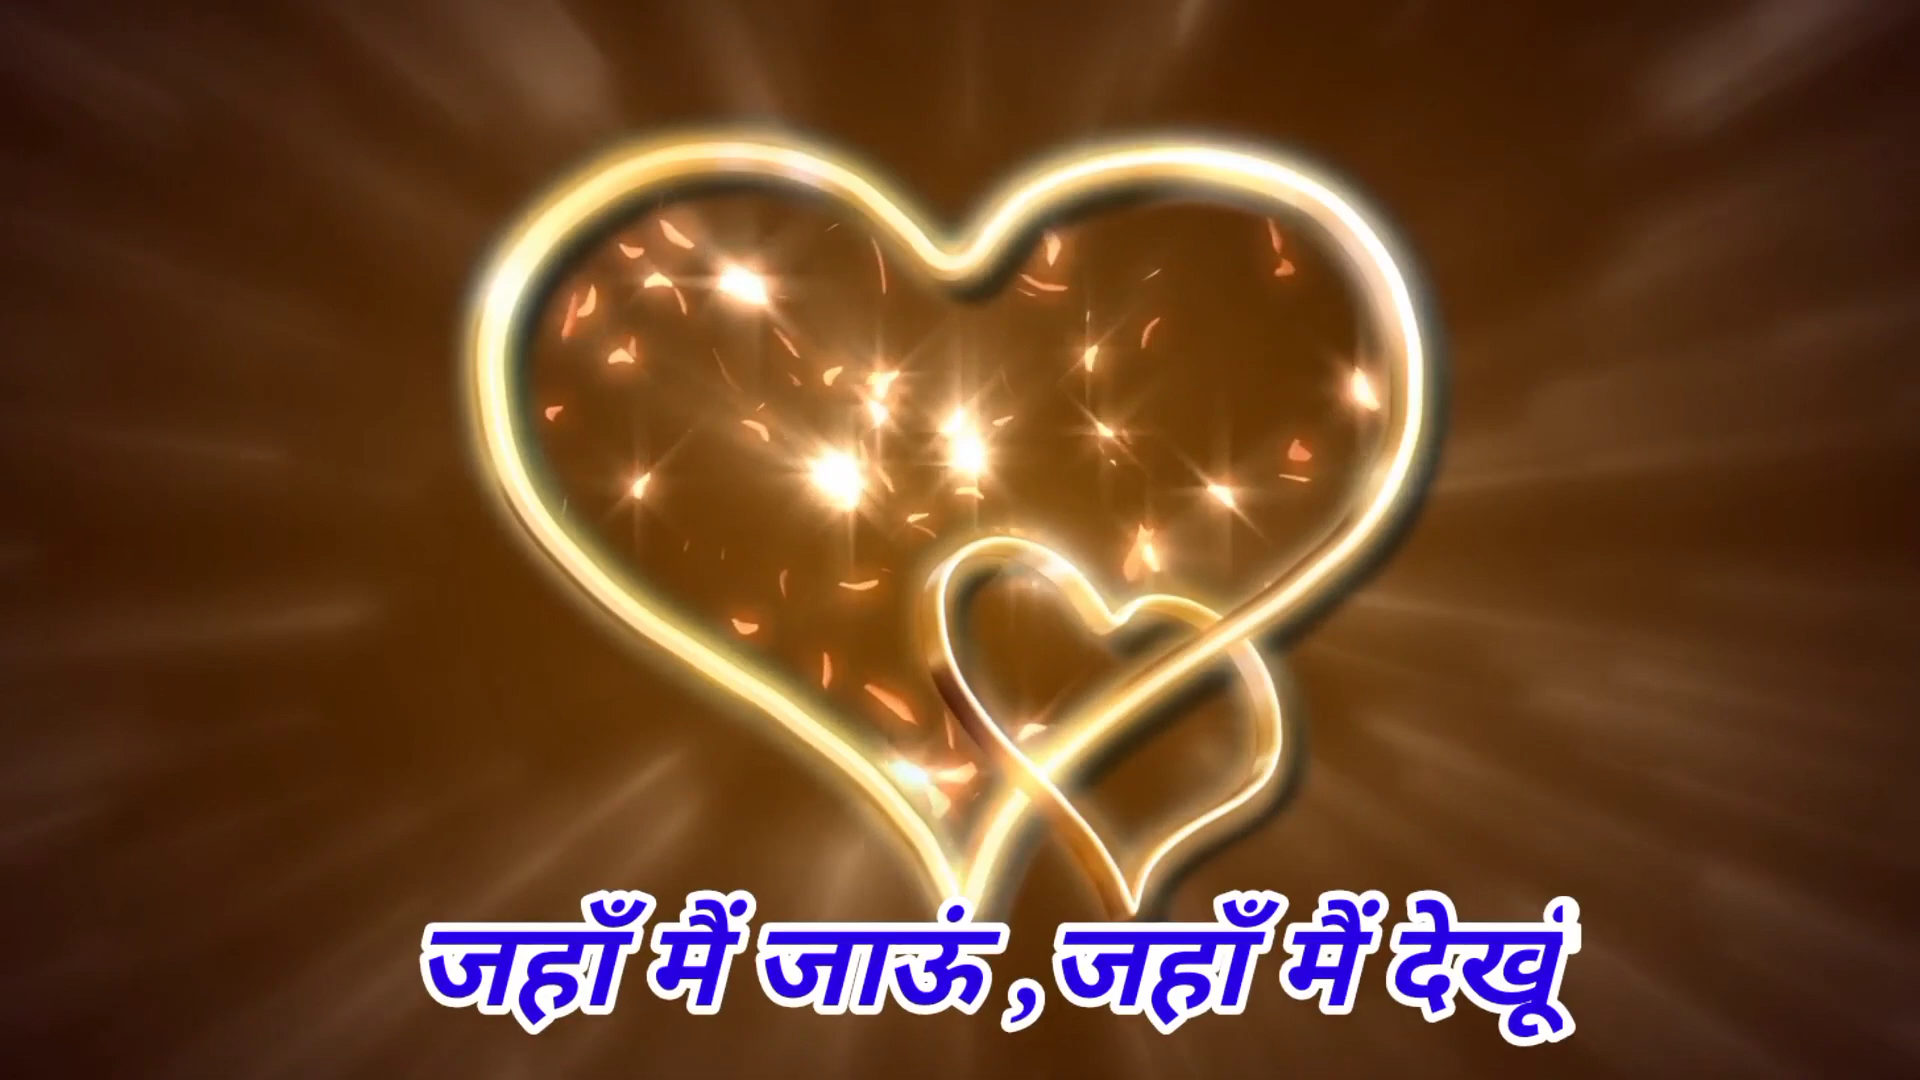 जहाँ मैं जाऊं ,जहाँ मैं देखूं